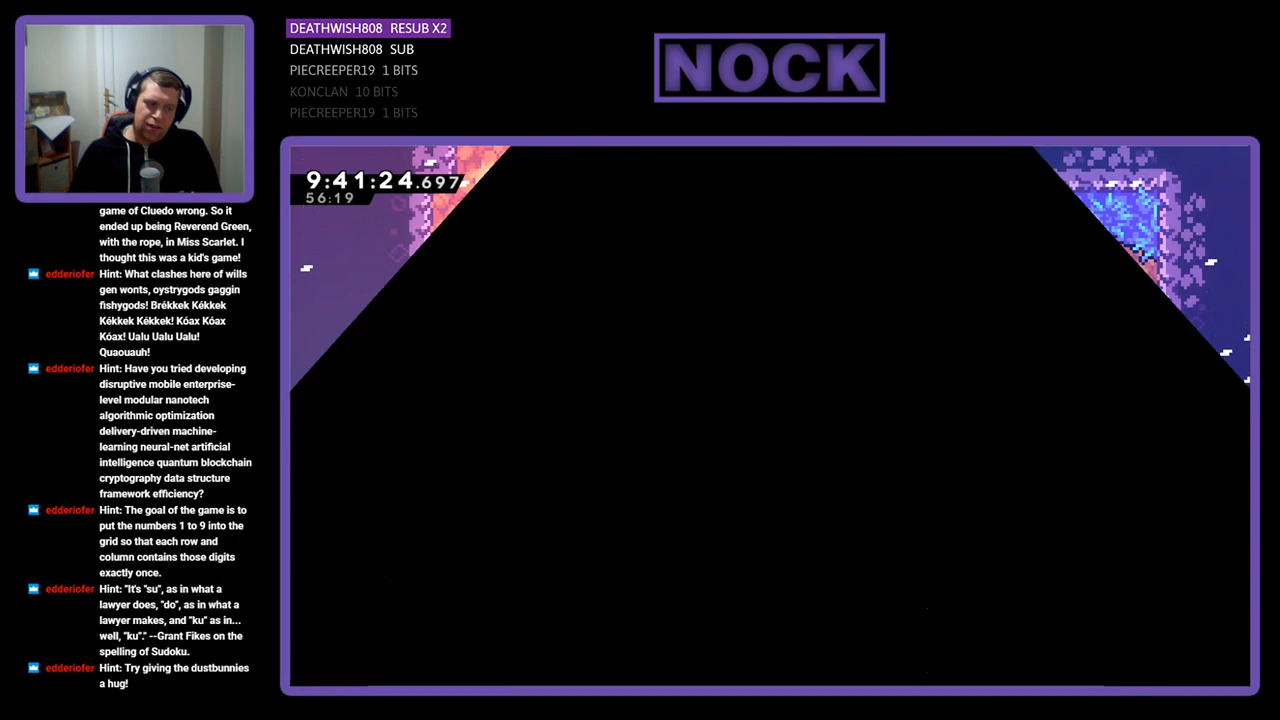 DEATHWISH808 RESUB X2
DEATHWISH808 SUB
PIECREEPER19 1 BITS
KONCLAN 10 BITS
PIECREEPER19 1 BITS
NOCK
9:41:24.697
56:19
game of Cluedo wrong. So it
ended up being Reverend Green,
with the rope, in Miss Scarlet. I
thought this was a kid's game!
edderiofer Hint: What clashes here of wills
gen wonts, oystrygods gaggin
fishygods! Brékkek Kékkek
Kékkek Kékkek! Kóax Kóax
Kóax! Ualu Ualu Ualu!
Quaouauh!
edderiofer Hint: Have you tried developing
disruptive mobile enterprise-
level modular nanotech
algorithmic optimization
delivery-driven machine-
learning neural-net artificial
intelligence quantum blockchain
cryptography data structure
framework efficiency?
edderiofer Hint: The goal of the game is to
put the numbers 1 to 9 into the
grid so that each row and
column contains those digits
exactly once.
edderiofer Hint: "It's "su", as in what a
lawyer does, "do", as in what a
lawyer makes, and "ku" as in...
well, "ku"." --Grant Fikes on the
spelling of Sudoku.
edderiofer Hint: Try giving the dustbunnies
a hug!